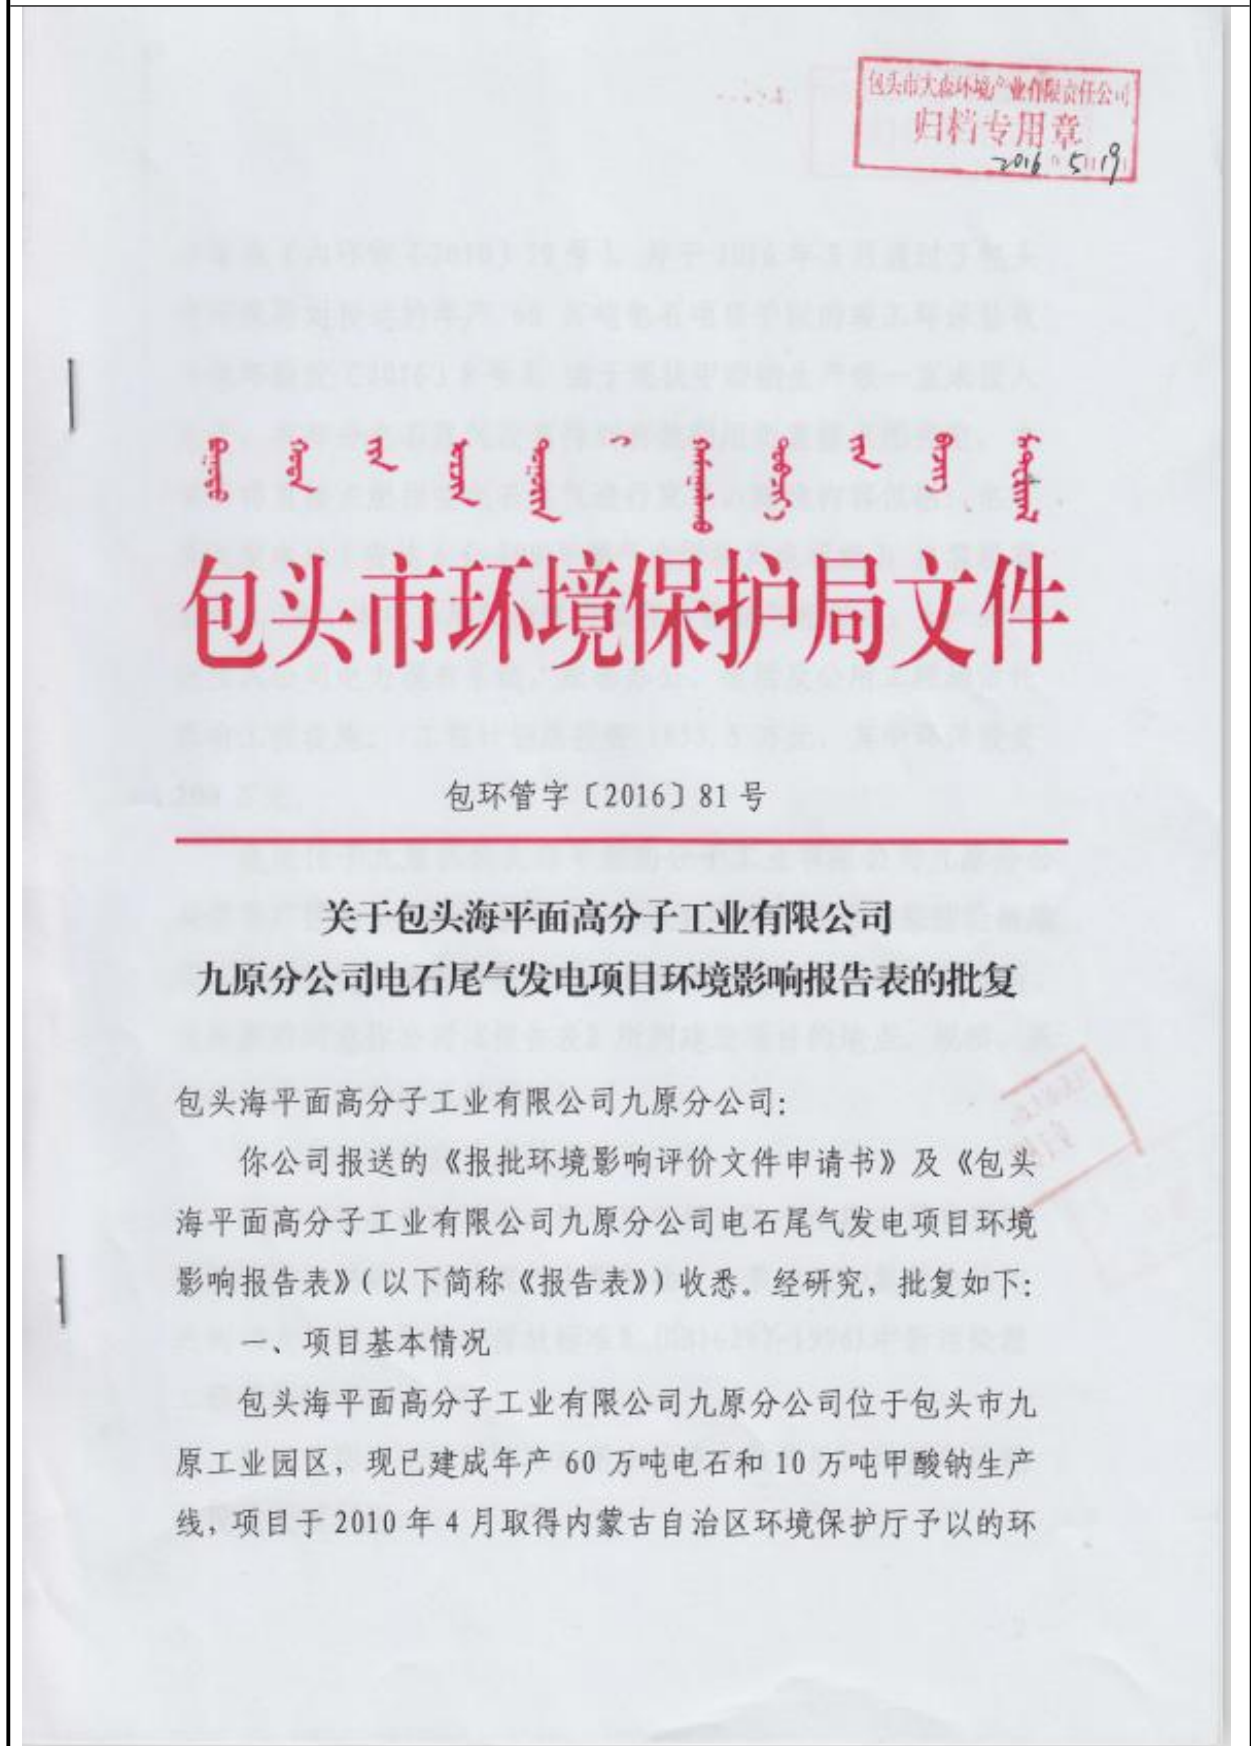 包头市大森环境产业有限责任公司
归档专用章
2016 5 19
包头市环境保护局文件
包环管字〔2016〕81号
关于包头海平面高分子工业有限公司
九原分公司电石尾气发电项目环境影响报告表的批复
包头海平面高分子工业有限公司九原分公司：
你公司报送的《报批环境影响评价文件申请书》及《包头
海平面高分子工业有限公司九原分公司电石尾气发电项目环境
影响报告表》（以下简称《报告表》）收悉。经研究，批复如下：
一、项目基本情况
包头海平面高分子工业有限公司九原分公司位于包头市九
原工业园区，现已建成年产 60 万吨电石和 10 万吨甲酸钠生产
线，项目于 2010 年 4 月取得内蒙古自治区环境保护厅予以的环